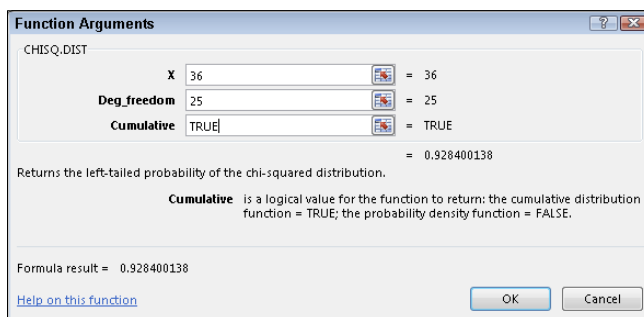 Function Arguments
CHISQ.DIST
X 36 = 36
Deg_freedom 25 = 25
Cumulative TRUE = TRUE
= 0.928400138
Returns the left-tailed probability of the chi-squared distribution.
Cumulative is a logical value for the function to return: the cumulative distribution
function = TRUE; the probability density function = FALSE.
Formula result = 0.928400138
Help on this function OK Cancel